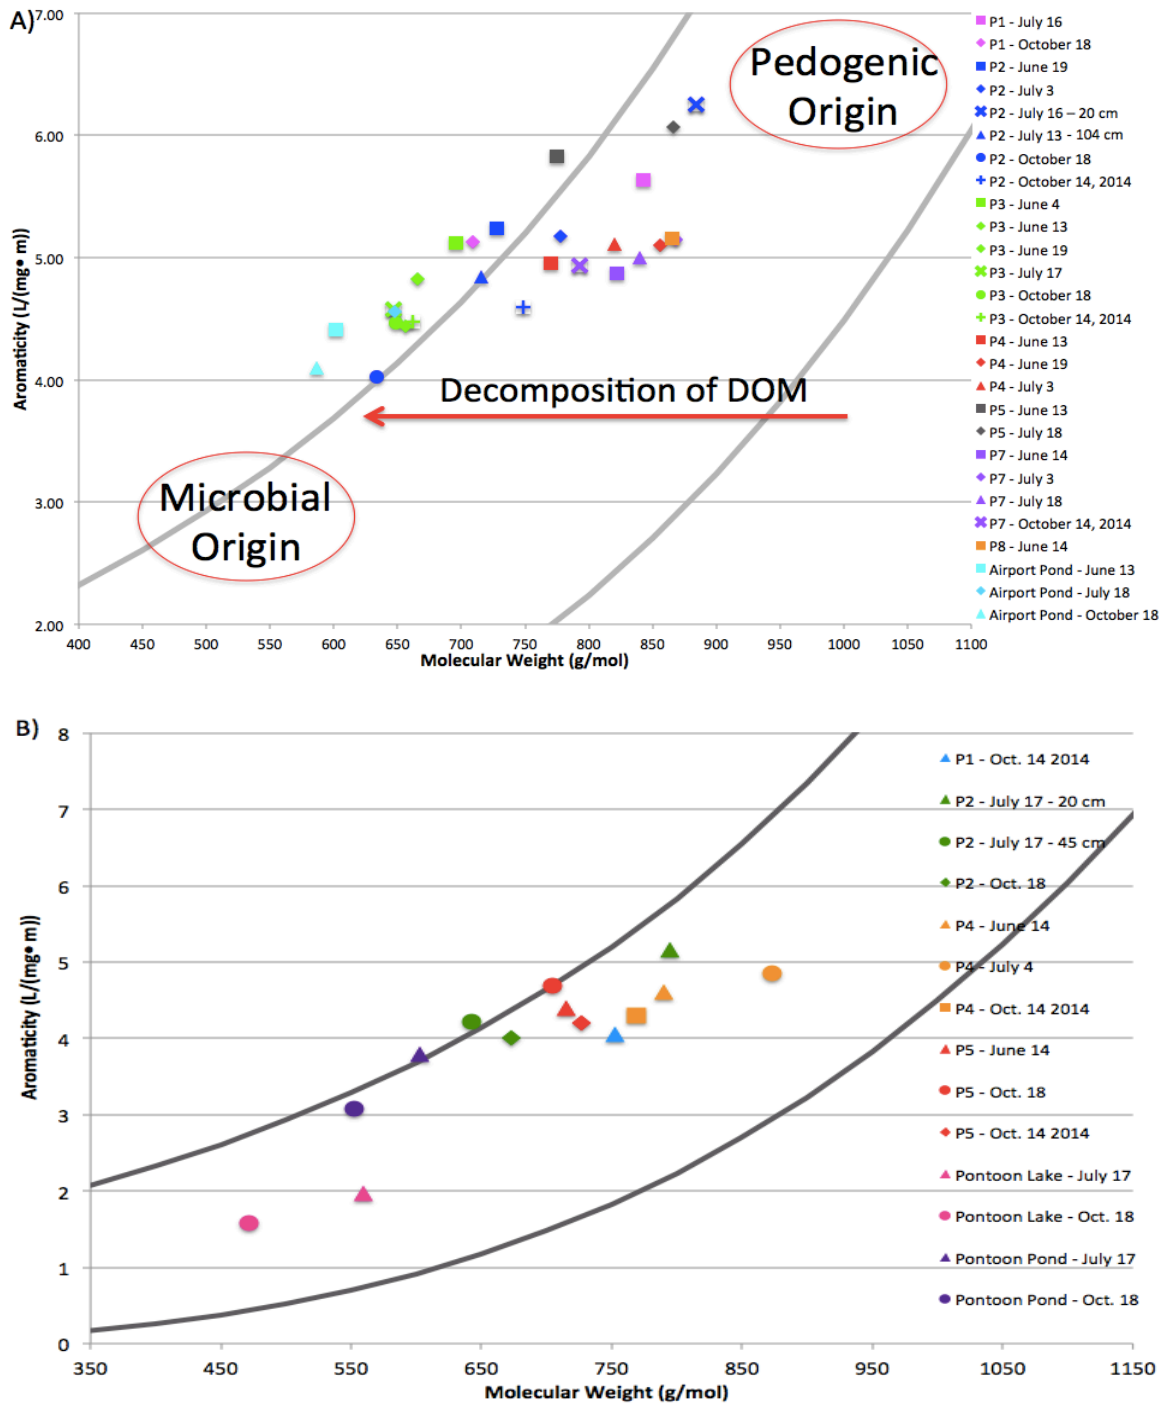 A)
7.00
6.00
5.00
4.00
3.00
2.00
Aromaticity (L/(mg• m))
Pedogenic
Origin
Decomposition of DOM
Microbial
Origin
400 450 500 550 600 650 700 750 800 850 900 950 1000 1050 1100
Molecular Weight (g/mol)
P1 - July 16
P1 - October 18
P2 - June 19
P2 - July 3
P2 - July 16 – 20 cm
P2 - July 13 - 104 cm
P2 - October 18
P2 - October 14, 2014
P3 - June 4
P3 - June 13
P3 - June 19
P3 - July 17
P3 - October 18
P3 - October 14, 2014
P4 - June 13
P4 - June 19
P4 - July 3
P5 - June 13
P5 - July 18
P7 - June 14
P7 - July 3
P7 - July 18
P7 - October 14, 2014
P8 - June 14
Airport Pond - June 13
Airport Pond - July 18
Airport Pond - October 18
B)
8
7
6
5
4
3
2
1
0
Aromaticity (L/(mg• m))
350 450 550 650 750 850 950 1050 1150
Molecular Weight (g/mol)
P1 - Oct. 14 2014
P2 - July 17 - 20 cm
P2 - July 17 - 45 cm
P2 - Oct. 18
P4 - June 14
P4 - July 4
P4 - Oct. 14 2014
P5 - June 14
P5 - Oct. 18
P5 - Oct. 14 2014
Pontoon Lake - July 17
Pontoon Lake - Oct. 18
Pontoon Pond - July 17
Pontoon Pond - Oct. 18